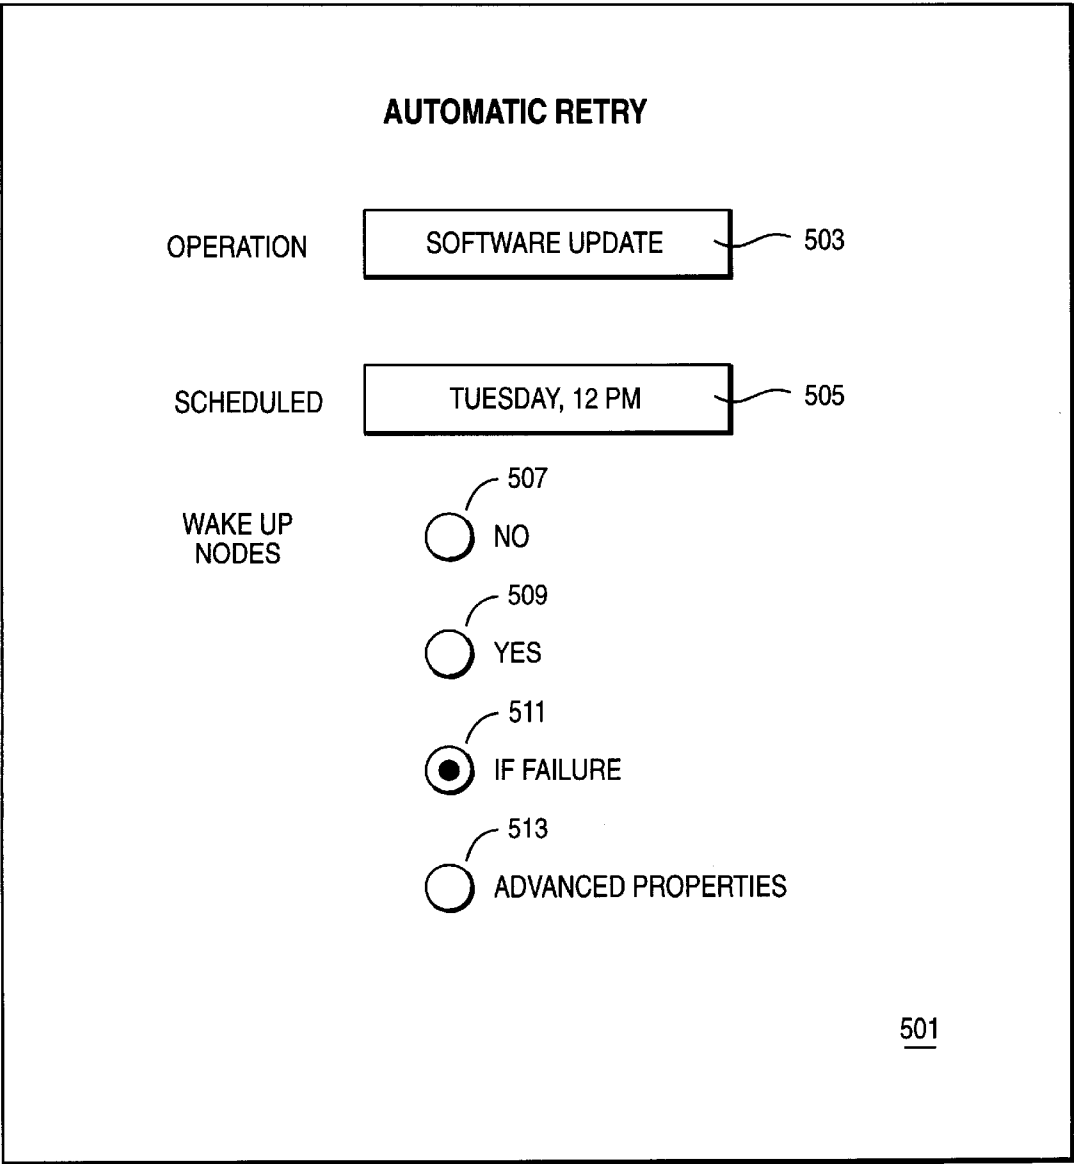 AUTOMATIC RETRY
OPERATION
SOFTWARE UPDATE
503
SCHEDULED
TUESDAY, 12 PM
505
WAKE UP
NODES
507
NO
509
YES
511
IF FAILURE
513
ADVANCED PROPERTIES
501